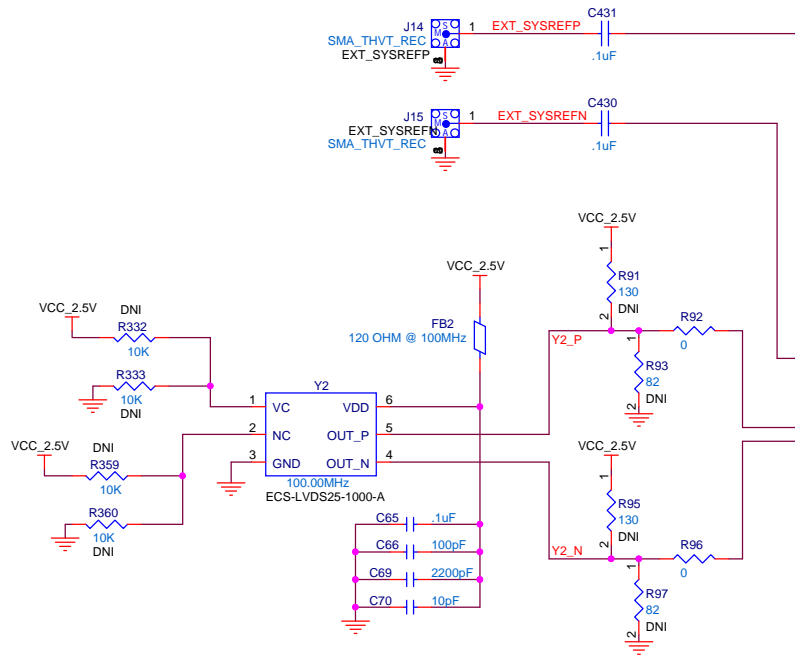 C431
J14
1
EXT_SYSREFP
SMA_THVT_REC
EXT_SYSREFP
.1uF
S
M
A
C430
J15
1
EXT_SYSREFN
EXT_SYSREFN
SMA_THVT_REC
.1uF
S
M
A
VCC_2.5V
1
R91
130
DNI
2
VCC_2.5V
FB2
120 OHM @ 100MHz
VCC_2.5V
DNI
R332
10K
R333
10K
DNI
Y2_P
R92
0
1
R93
82
DNI
2
Y2
1 VC VDD 6
2 NC OUT_P 5
3 GND OUT_N 4
100.00MHz
ECS-LVDS25-1000-A
VCC_2.5V
DNI
R359
10K
R360
10K
DNI
VCC_2.5V
1
R95
130
DNI
2
C65 .1uF
C66 100pF
C69 2200pF
C70 10pF
Y2_N
R96
0
1
R97
82
DNI
2